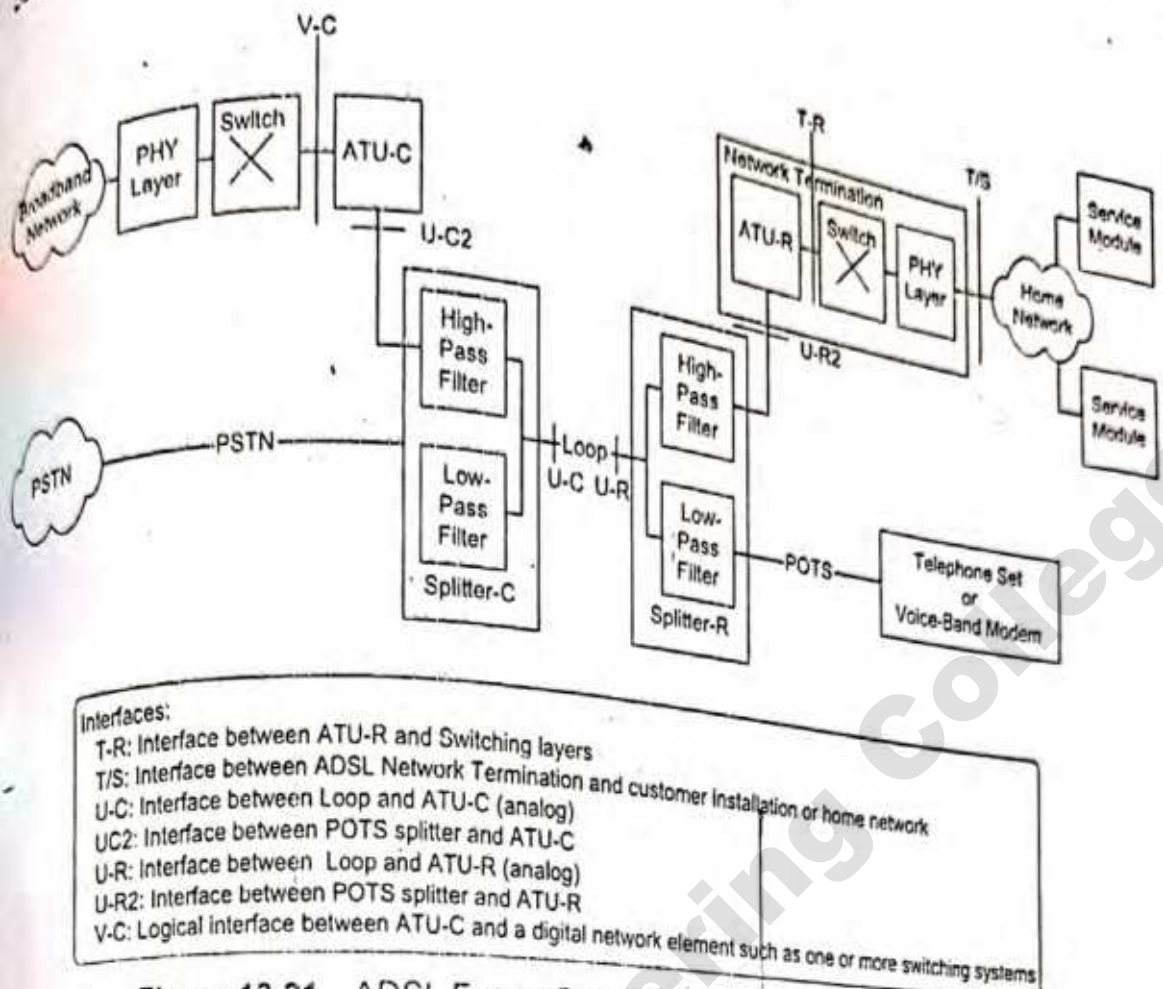 V-C
Broadband
Network
PHY
Layer
Switch
ATU-C
U-C2
T-R
Network Termination
ATU-R
Switch
PHY
Layer
T/S
Service
Module
Home
Network
Service
Module
U-R2
High-
Pass
Filter
Low-
Pass
Filter
Splitter-C
PSTN
PSTN
Loop
U-C U-R
High-
Pass
Filter
Low-
Pass
Filter
Splitter-R
POTS
Telephone Set
or
Voice-Band Modem
Interfaces:
T-R: Interface between ATU-R and Switching layers
T/S: Interface between ADSL Network Termination and customer installation or home network
U-C: Interface between Loop and ATU-C (analog)
UC2: Interface between POTS splitter and ATU-C
U-R: Interface between Loop and ATU-R (analog)
U-R2: Interface between POTS splitter and ATU-R
V-C: Logical interface between ATU-C and a digital network element such as one or more switching systems
ADSL
ring College